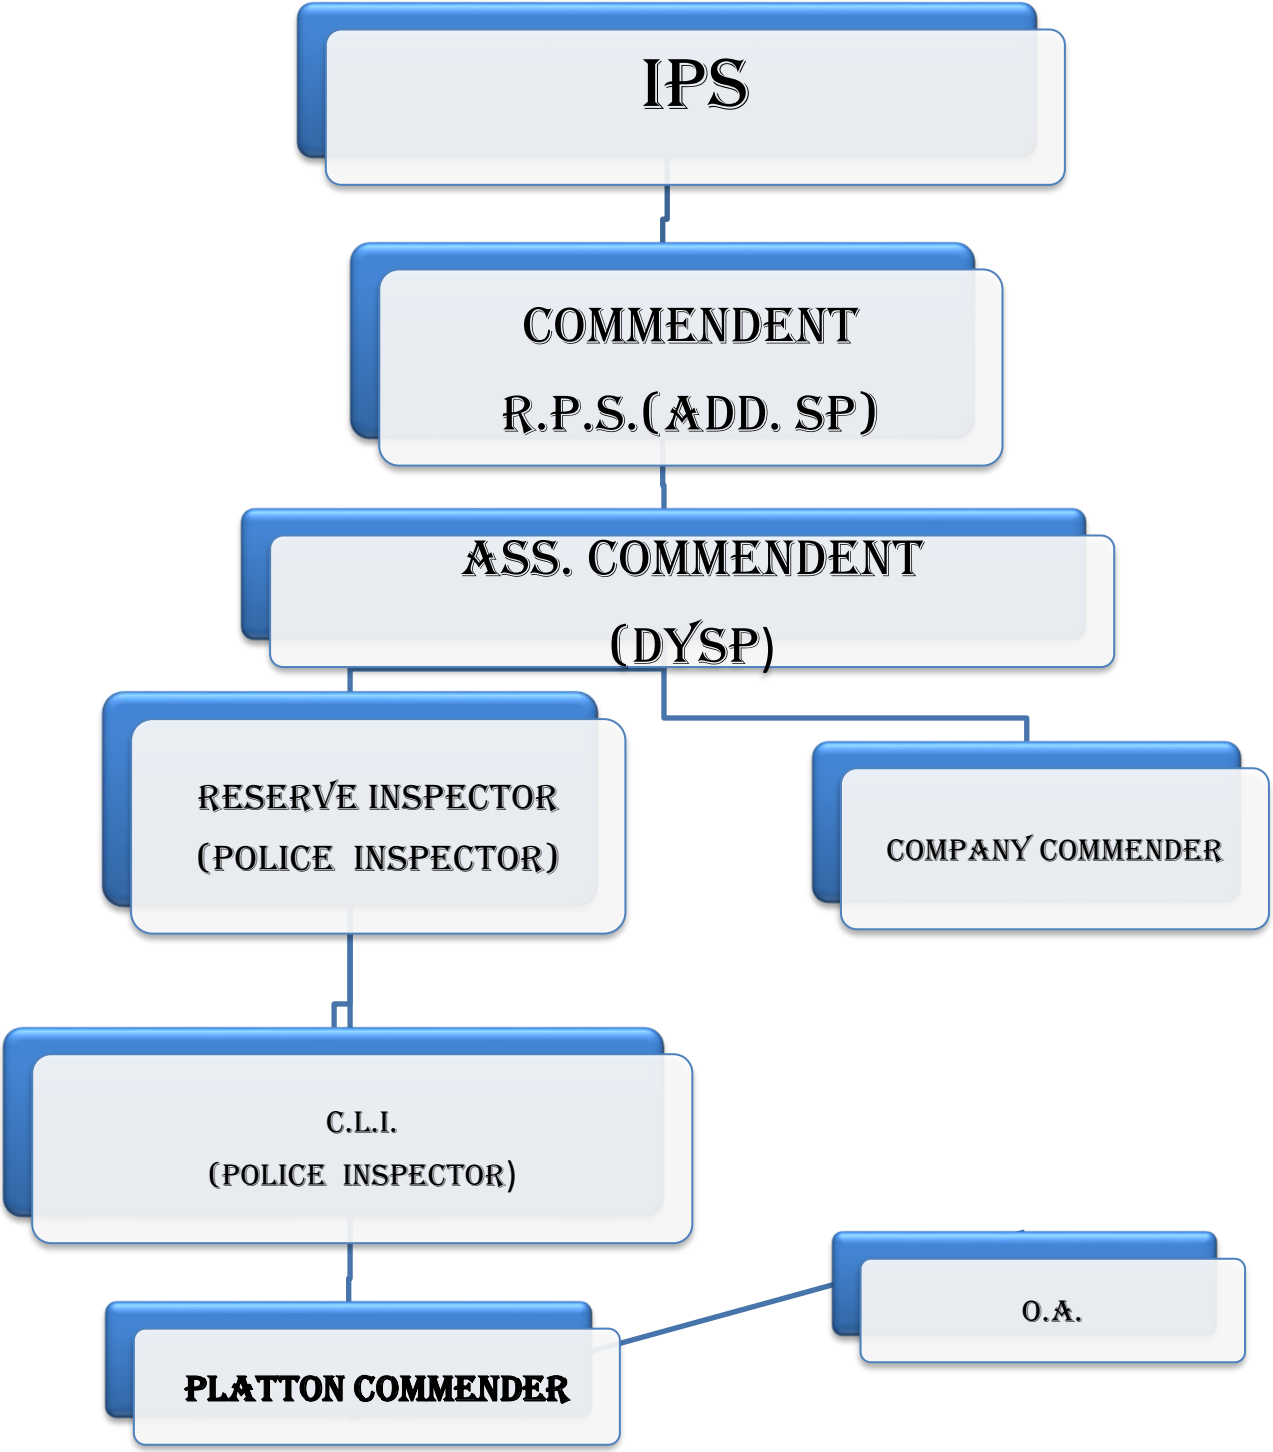 IPS
COMMENDENT
R.P.S.(ADD. SP)
ASS. COMMENDENT
(DYSP)
RESERVE INSPECTOR
(POLICE INSPECTOR)
COMPANY COMMENDER
C.L.I.
(POLICE INSPECTOR)
O.A.
PLATTON COMMENDER